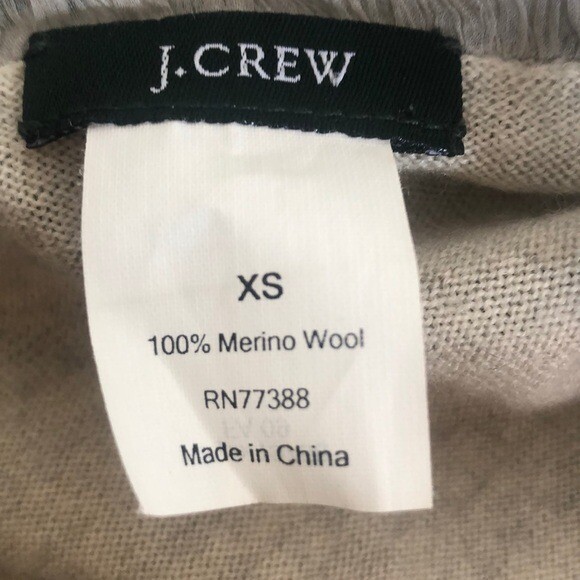 J.CREW
XS
100% Merino Wool
RN77388
Made in China